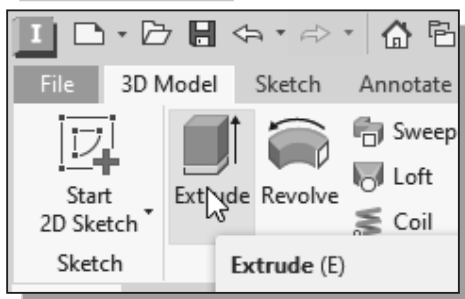 I
File 3D Model Sketch Annotate
Start 2D Sketch
Extrude
Revolve
Sweep
Loft
Coil
Sketch
Extrude (E)